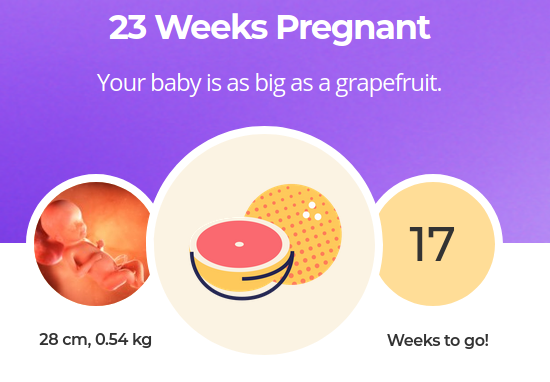 23 Weeks Pregnant
Your baby is as big as a grapefruit.
17
28 cm, 0.54 kg
Weeks to go!